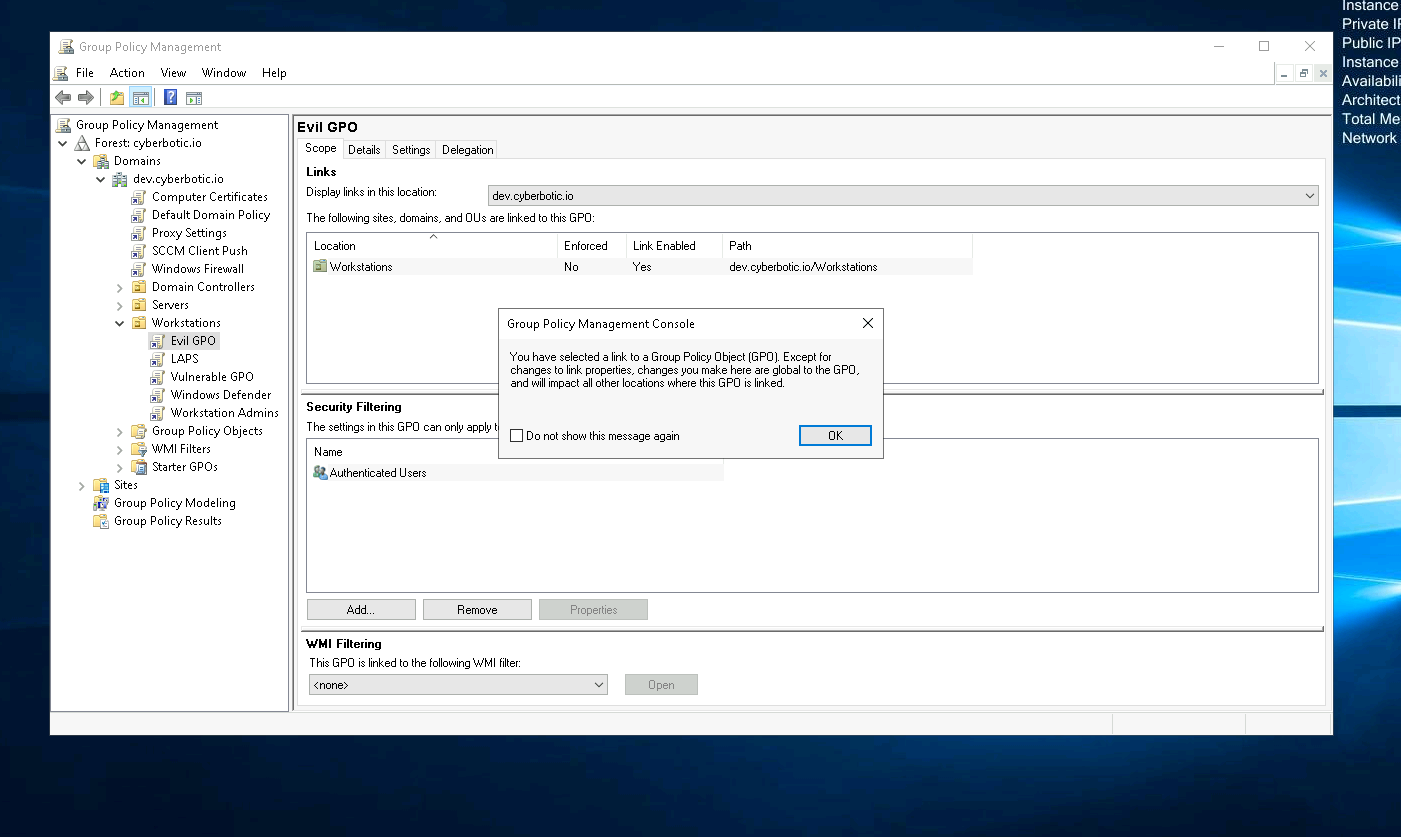 Instance
Private IP
Public IP
Instance
Availabili
Architect
Total Me
Network
Group Policy Management
File Action View Window Help
Group Policy Management
Forest: cyberbotic.io
Domains
dev.cyberbotic.io
Computer Certificates
Default Domain Policy
Proxy Settings
SCCM Client Push
Windows Firewall
Domain Controllers
Servers
Workstations
Evil GPO
LAPS
Vulnerable GPO
Windows Defender
Workstation Admins
Group Policy Objects
WMI Filters
Starter GPOs
Sites
Group Policy Modeling
Group Policy Results
Evil GPO
Scope Details Settings Delegation
Links
Display links in this location: dev.cyberbotic.io
The following sites, domains, and OUs are linked to this GPO:
Location Enforced Link Enabled Path
Workstations No Yes dev.cyberbotic.io/Workstations
Group Policy Management Console
You have selected a link to a Group Policy Object (GPO). Except for
changes to link properties, changes you make here are global to the GPO,
and will impact all other locations where this GPO is linked.
Do not show this message again OK
Security Filtering
The settings in this GPO can only apply t
Name
Authenticated Users
Add... Remove Properties
WMI Filtering
This GPO is linked to the following WMI filter:
<none> Open